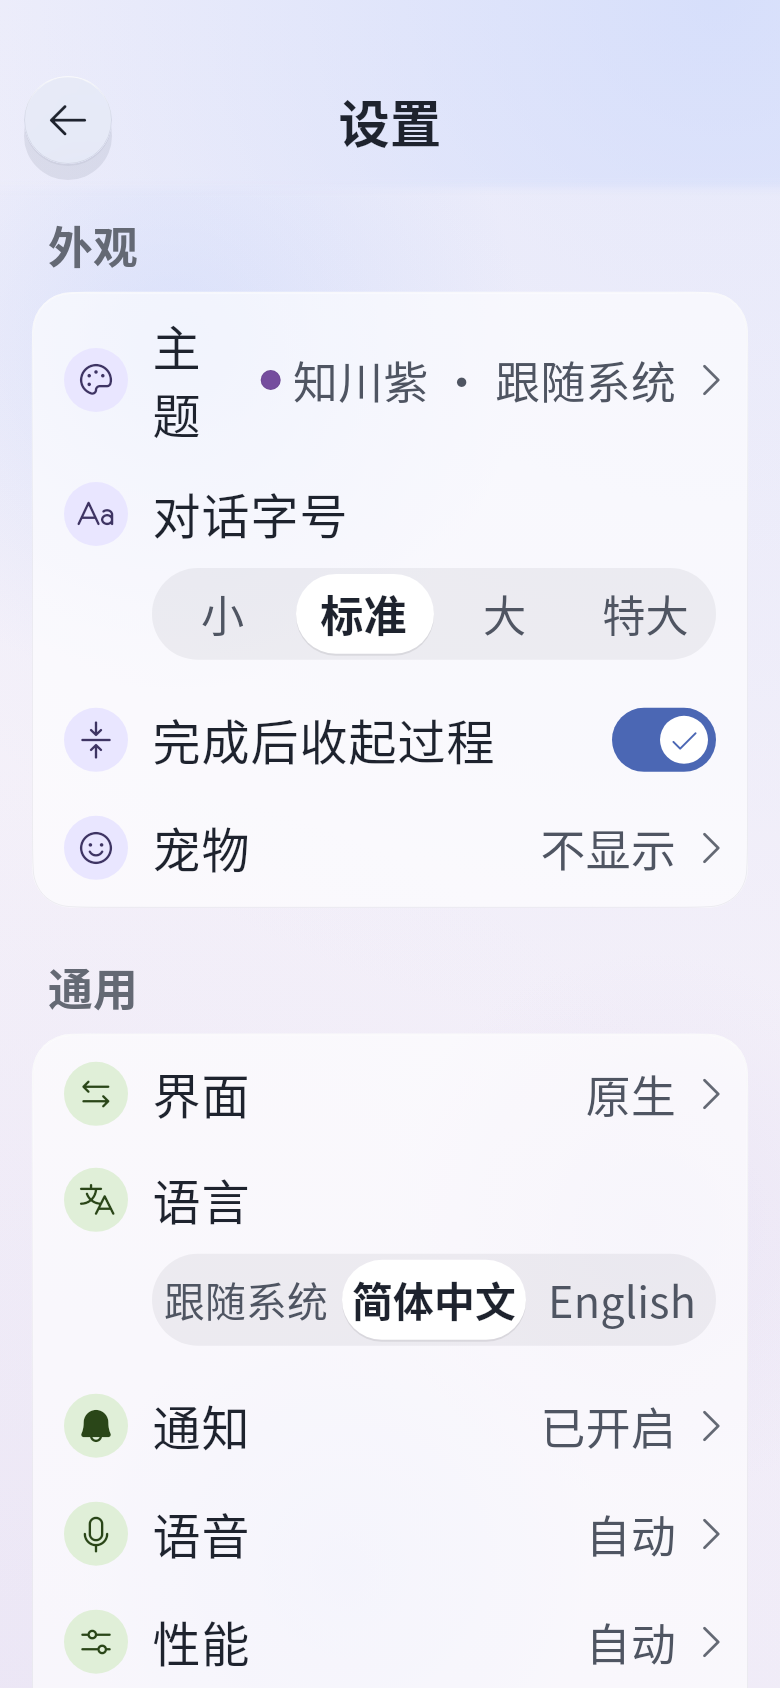 设置
外观
主题
知川紫 · 跟随系统
Aa
对话字号
小 标准 大 特大
完成后收起过程
宠物 不显示
通用
界面 原生
文A
语言
跟随系统 简体中文 English
通知 已开启
语音 自动
性能 自动